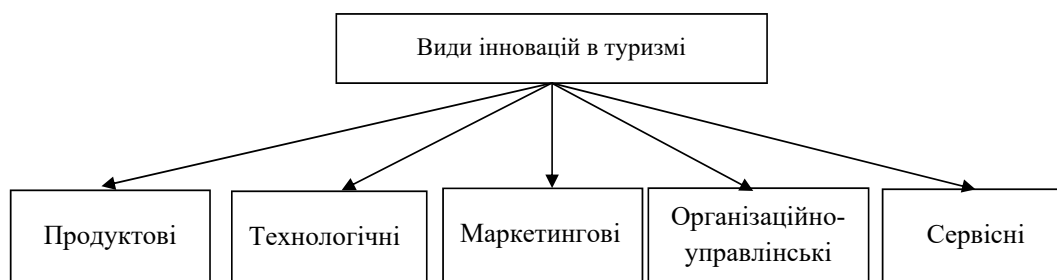 Види інновацій в туризмі
Продуктові
Технологічні
Маркетингові
Організаційно-
управлінські
Сервісні